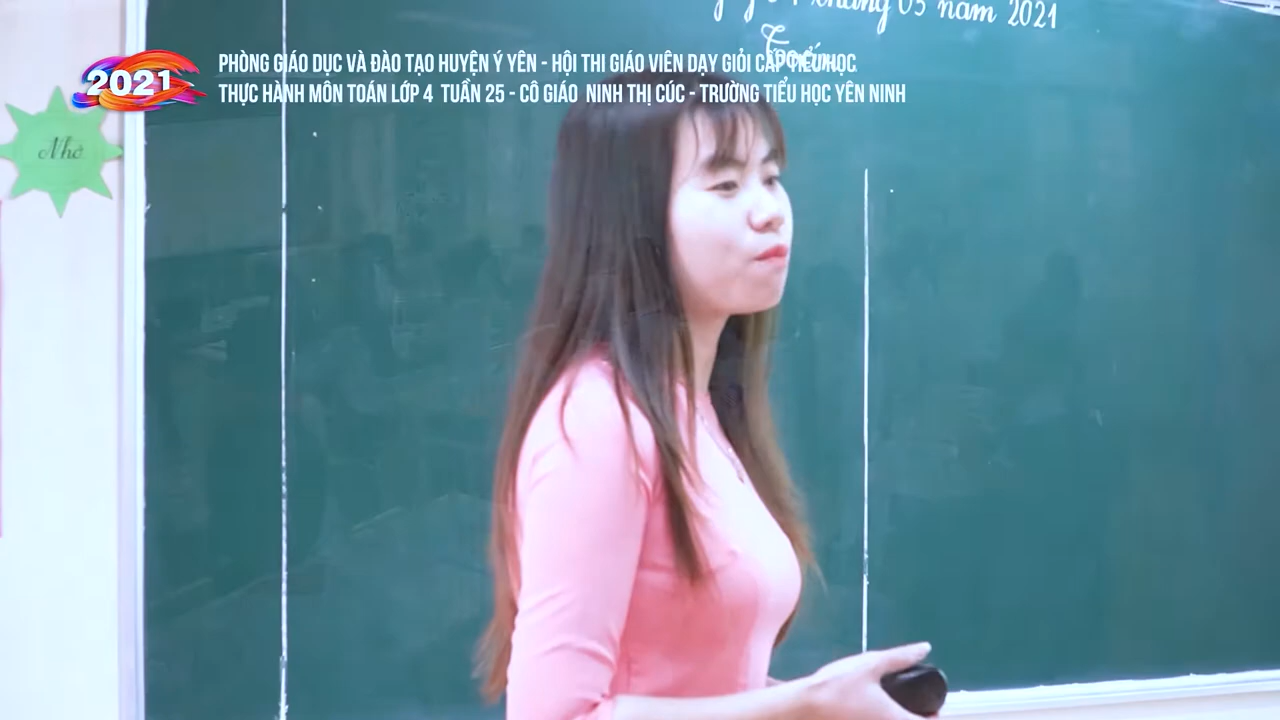 tháng 03 năm 2021
Toán
PHÒNG GIÁO DỤC VÀ ĐÀO TẠO HUYỆN Ý YÊN - HỘI THI GIÁO VIÊN DẠY GIỎI CẤP TIỂU HỌC
2021
THỰC HÀNH MÔN TOÁN LỚP 4 TUẦN 25 - CÔ GIÁO NINH THỊ CÚC - TRƯỜNG TIỂU HỌC YÊN NINH
Nhớ